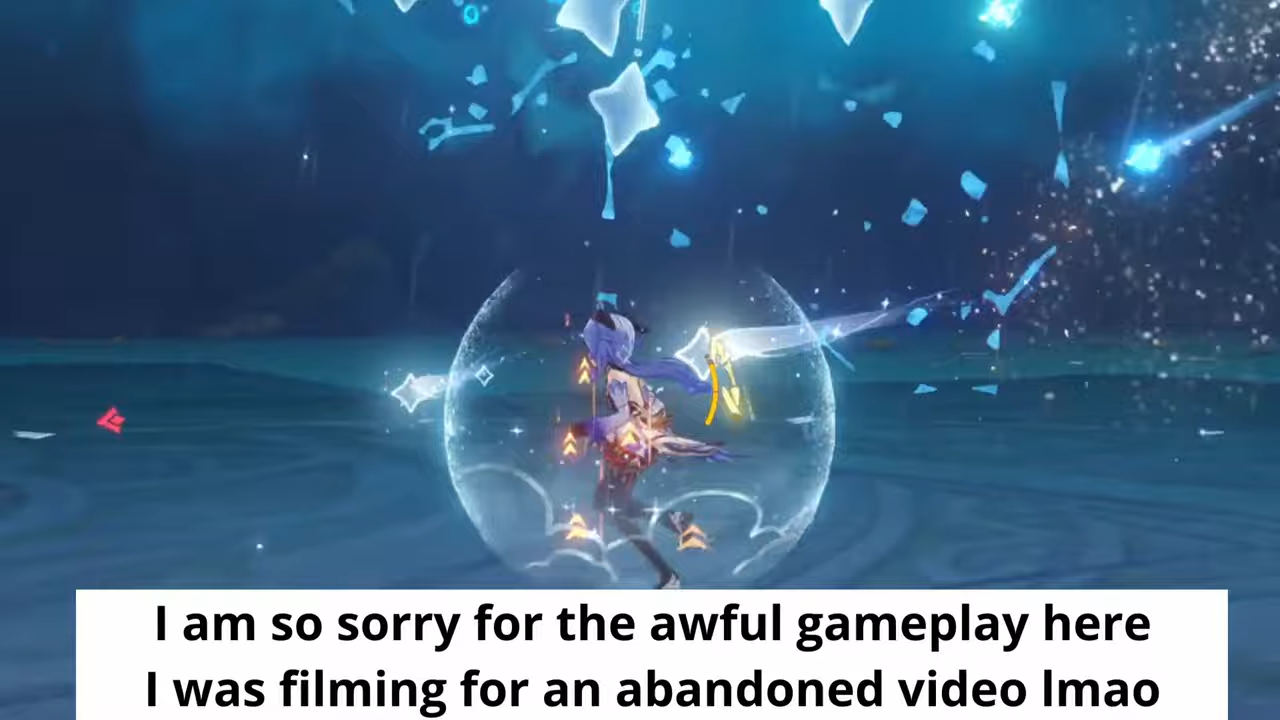 I am so sorry for the awful gameplay here
I was filming for an abandoned video lmao